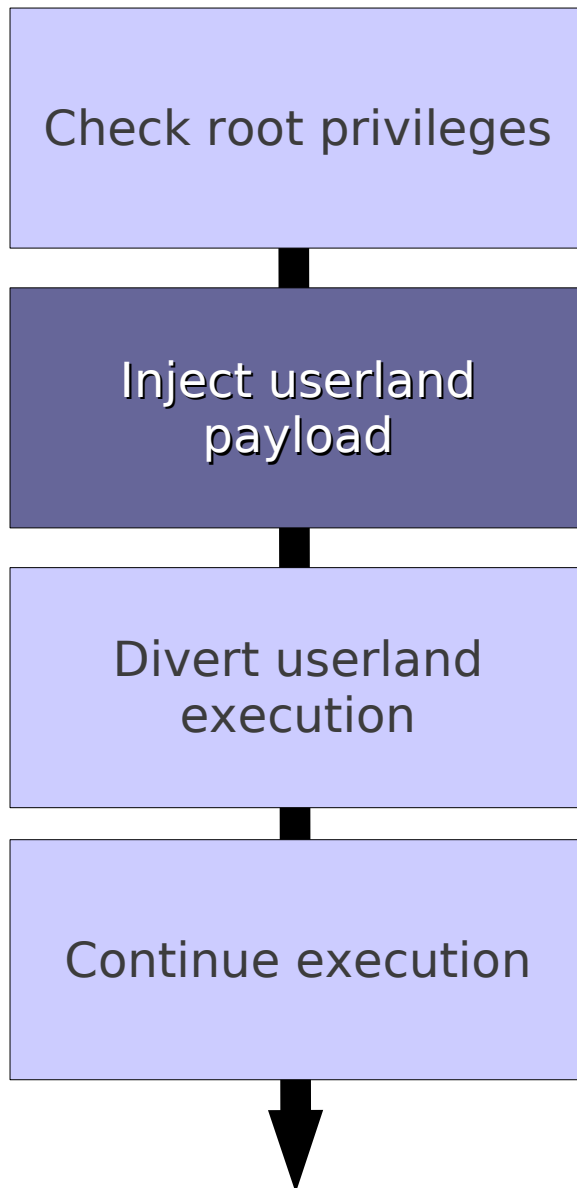 Check root privileges
Inject userland
payload
Divert userland
execution
Continue execution